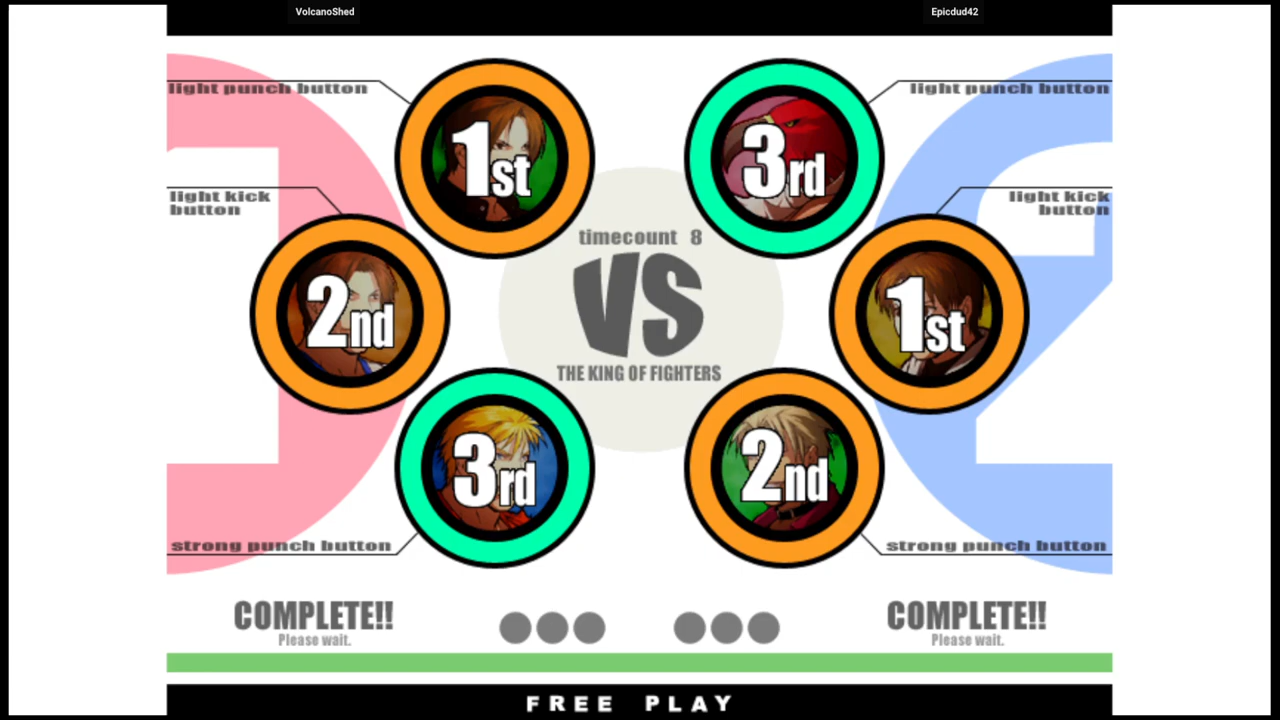 VolcanoShed
Epicdud42
light punch button
light punch button
1st
3rd
light kick
button
light kick
button
timecount 8
VS
THE KING OF FIGHTERS
2nd
1st
3rd
2nd
strong punch button
strong punch button
COMPLETE!!
Please wait.
COMPLETE!!
Please wait.
FREE PLAY